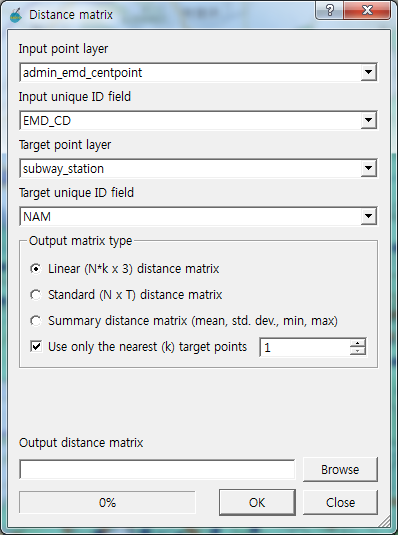 Distance matrix
Input point layer
admin_emd_centpoint
Input unique ID field
EMD_CD
Target point layer
subway_station
Target unique ID field
NAM
Output matrix type
Linear (N*k x 3) distance matrix
Standard (N x T) distance matrix
Summary distance matrix (mean, std. dev., min, max)
Use only the nearest (k) target points 1
Output distance matrix
Browse
0% OK Close